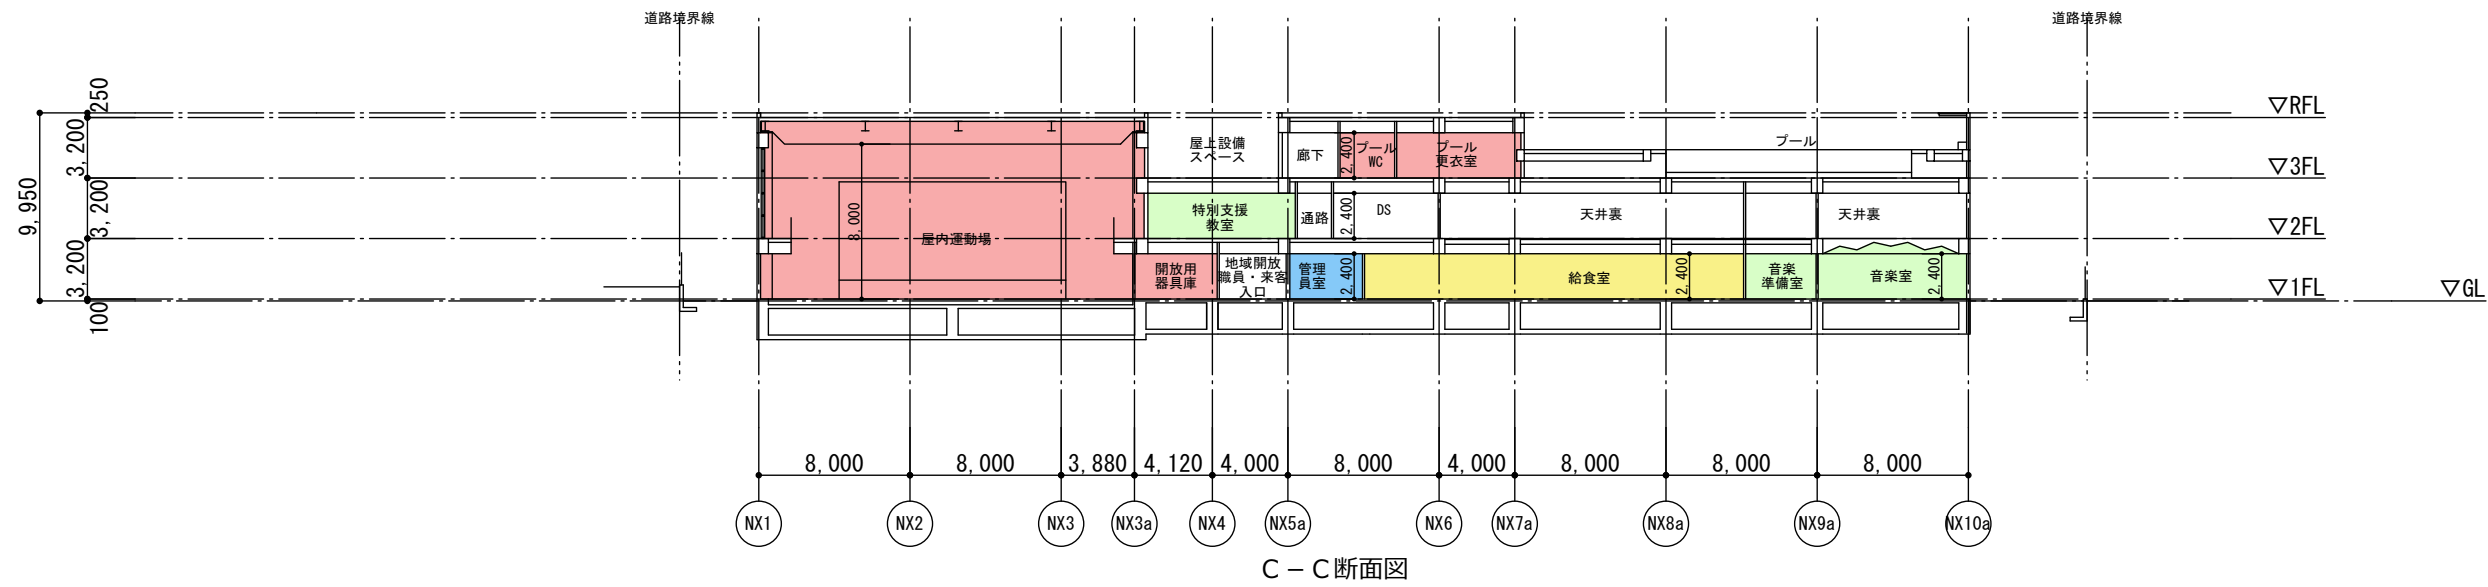 道路境界線
道路境界線
250
3,200
3,200
3,200
100
9,950
▽RFL
▽3FL
▽2FL
▽1FL
▽GL
屋上設備
スペース
廊下
2,400
プール
WC
プール
更衣室
プール
8,000
屋内運動場
特別支援
教室
通路
2,400
DS
天井裏
天井裏
開放用
器具庫
地域開放
職員・来客
入口
管理
員室
2,400
給食室
2,400
音楽
準備室
音楽室
2,400
8,000
8,000
3,880
4,120
4,000
8,000
4,000
8,000
8,000
8,000
NX1
NX2
NX3
NX3a
NX4
NX5a
NX6
NX7a
NX8a
NX9a
NX10a
C－C断面図